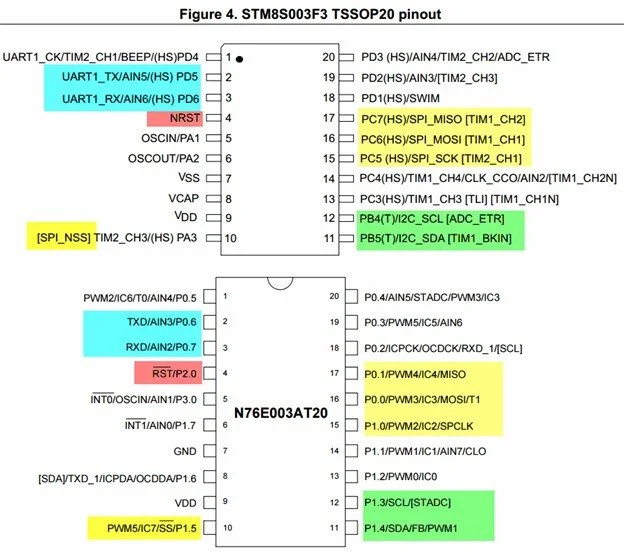 Figure 4. STM8S003F3 TSSOP20 pinout
UART1_CK/TIM2_CH1/BEEP/(HS)PD4 1 20 PD3 (HS)/AIN4/TIM2_CH2/ADC_ETR
UART1_TX/AIN5/(HS) PD5 2 19 PD2(HS)/AIN3/[TIM2_CH3]
UART1_RX/AIN6/(HS) PD6 3 18 PD1(HS)/SWIM
NRST 4 17 PC7(HS)/SPI_MISO [TIM1_CH2]
OSCIN/PA1 5 16 PC6(HS)/SPI_MOSI [TIM1_CH1]
OSCOUT/PA2 6 15 PC5 (HS)/SPI_SCK [TIM2_CH1]
VSS 7 14 PC4(HS)/TIM1_CH4/CLK_CCO/AIN2/[TIM1_CH2N]
VCAP 8 13 PC3(HS)/TIM1_CH3 [TLI] [TIM1_CH1N]
VDD 9 12 PB4(T)/I2C_SCL [ADC_ETR]
[SPI_NSS] TIM2_CH3/(HS) PA3 10 11 PB5(T)/I2C_SDA [TIM1_BKIN]
PWM2/IC6/T0/AIN4/P0.5 1 20 P0.4/AIN5/STADC/PWM3/IC3
TXD/AIN3/P0.6 2 19 P0.3/PWM5/IC5/AIN6
RXD/AIN2/P0.7 3 18 P0.2/ICPCK/OCDCK/RXD_1/[SCL]
RST/P2.0 4 17 P0.1/PWM4/IC4/MISO
INT0/OSCIN/AIN1/P3.0 5 16 P0.0/PWM3/IC3/MOSI/T1
INT1/AIN0/P1.7 6 15 P1.0/PWM2/IC2/SPCLK
N76E003AT20
GND 7 14 P1.1/PWM1/IC1/AIN7/CLO
[SDA]/TXD_1/ICPDA/OCDDA/P1.6 8 13 P1.2/PWM0/IC0
VDD 9 12 P1.3/SCL/[STADC]
PWM5/IC7/SS/P1.5 10 11 P1.4/SDA/FB/PWM1